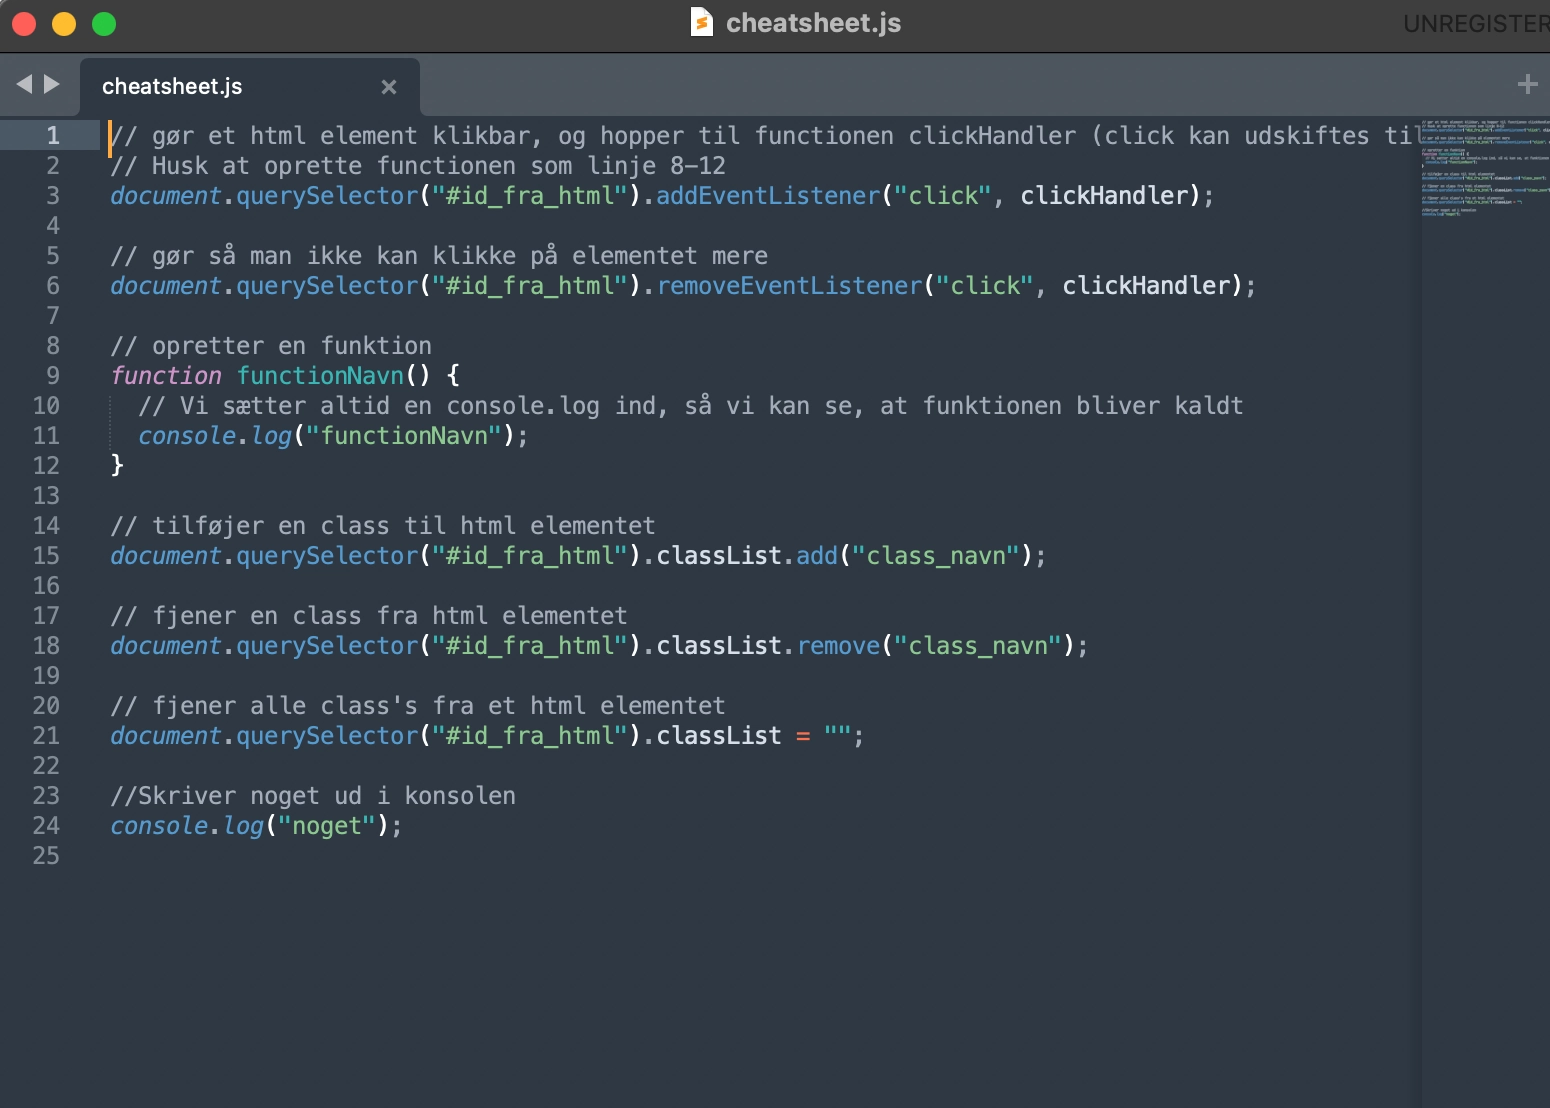 cheatsheet.js
UNREGISTER
cheatsheet.js
1 // gør et html element klikbar, og hopper til functionen clickHandler (click kan udskiftes til
2 // Husk at oprette functionen som linje 8-12
3 document.querySelector("#id_fra_html").addEventListener("click", clickHandler);
4
5 // gør så man ikke kan klikke på elementet mere
6 document.querySelector("#id_fra_html").removeEventListener("click", clickHandler);
7
8 // opretter en funktion
9 function functionNavn() {
10 // Vi sætter altid en console.log ind, så vi kan se, at funktionen bliver kaldt
11 console.log("functionNavn");
12 }
13
14 // tilføjer en class til html elementet
15 document.querySelector("#id_fra_html").classList.add("class_navn");
16
17 // fjener en class fra html elementet
18 document.querySelector("#id_fra_html").classList.remove("class_navn");
19
20 // fjener alle class's fra et html elementet
21 document.querySelector("#id_fra_html").classList = "";
22
23 //Skriver noget ud i konsolen
24 console.log("noget");
25